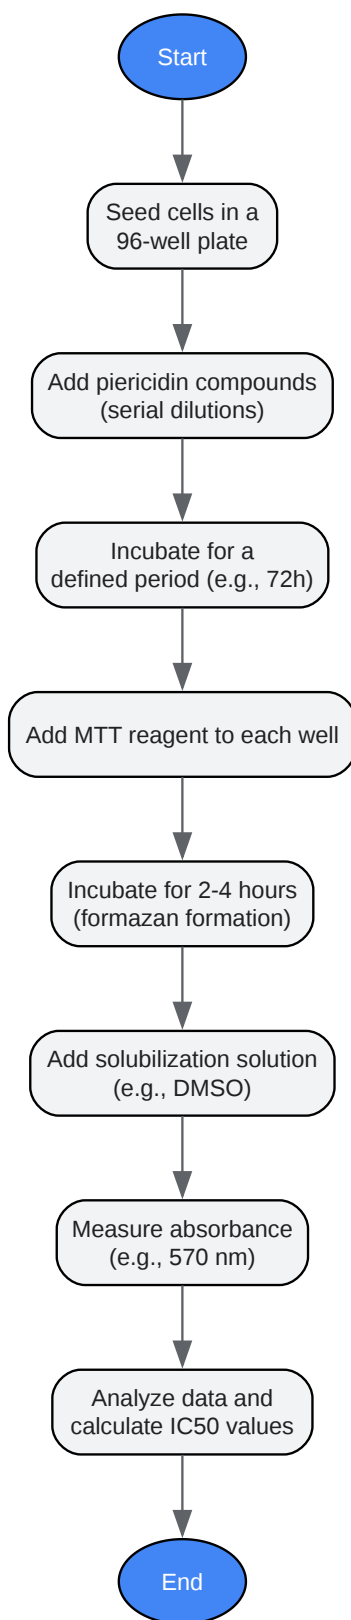 Start
Seed cells in a
96-well plate
Add piericidin compounds
(serial dilutions)
Incubate for a
defined period (e.g., 72h)
Add MTT reagent to each well
Incubate for 2-4 hours
(formazan formation)
Add solubilization solution
(e.g., DMSO)
Measure absorbance
(e.g., 570 nm)
Analyze data and
calculate IC50 values
End